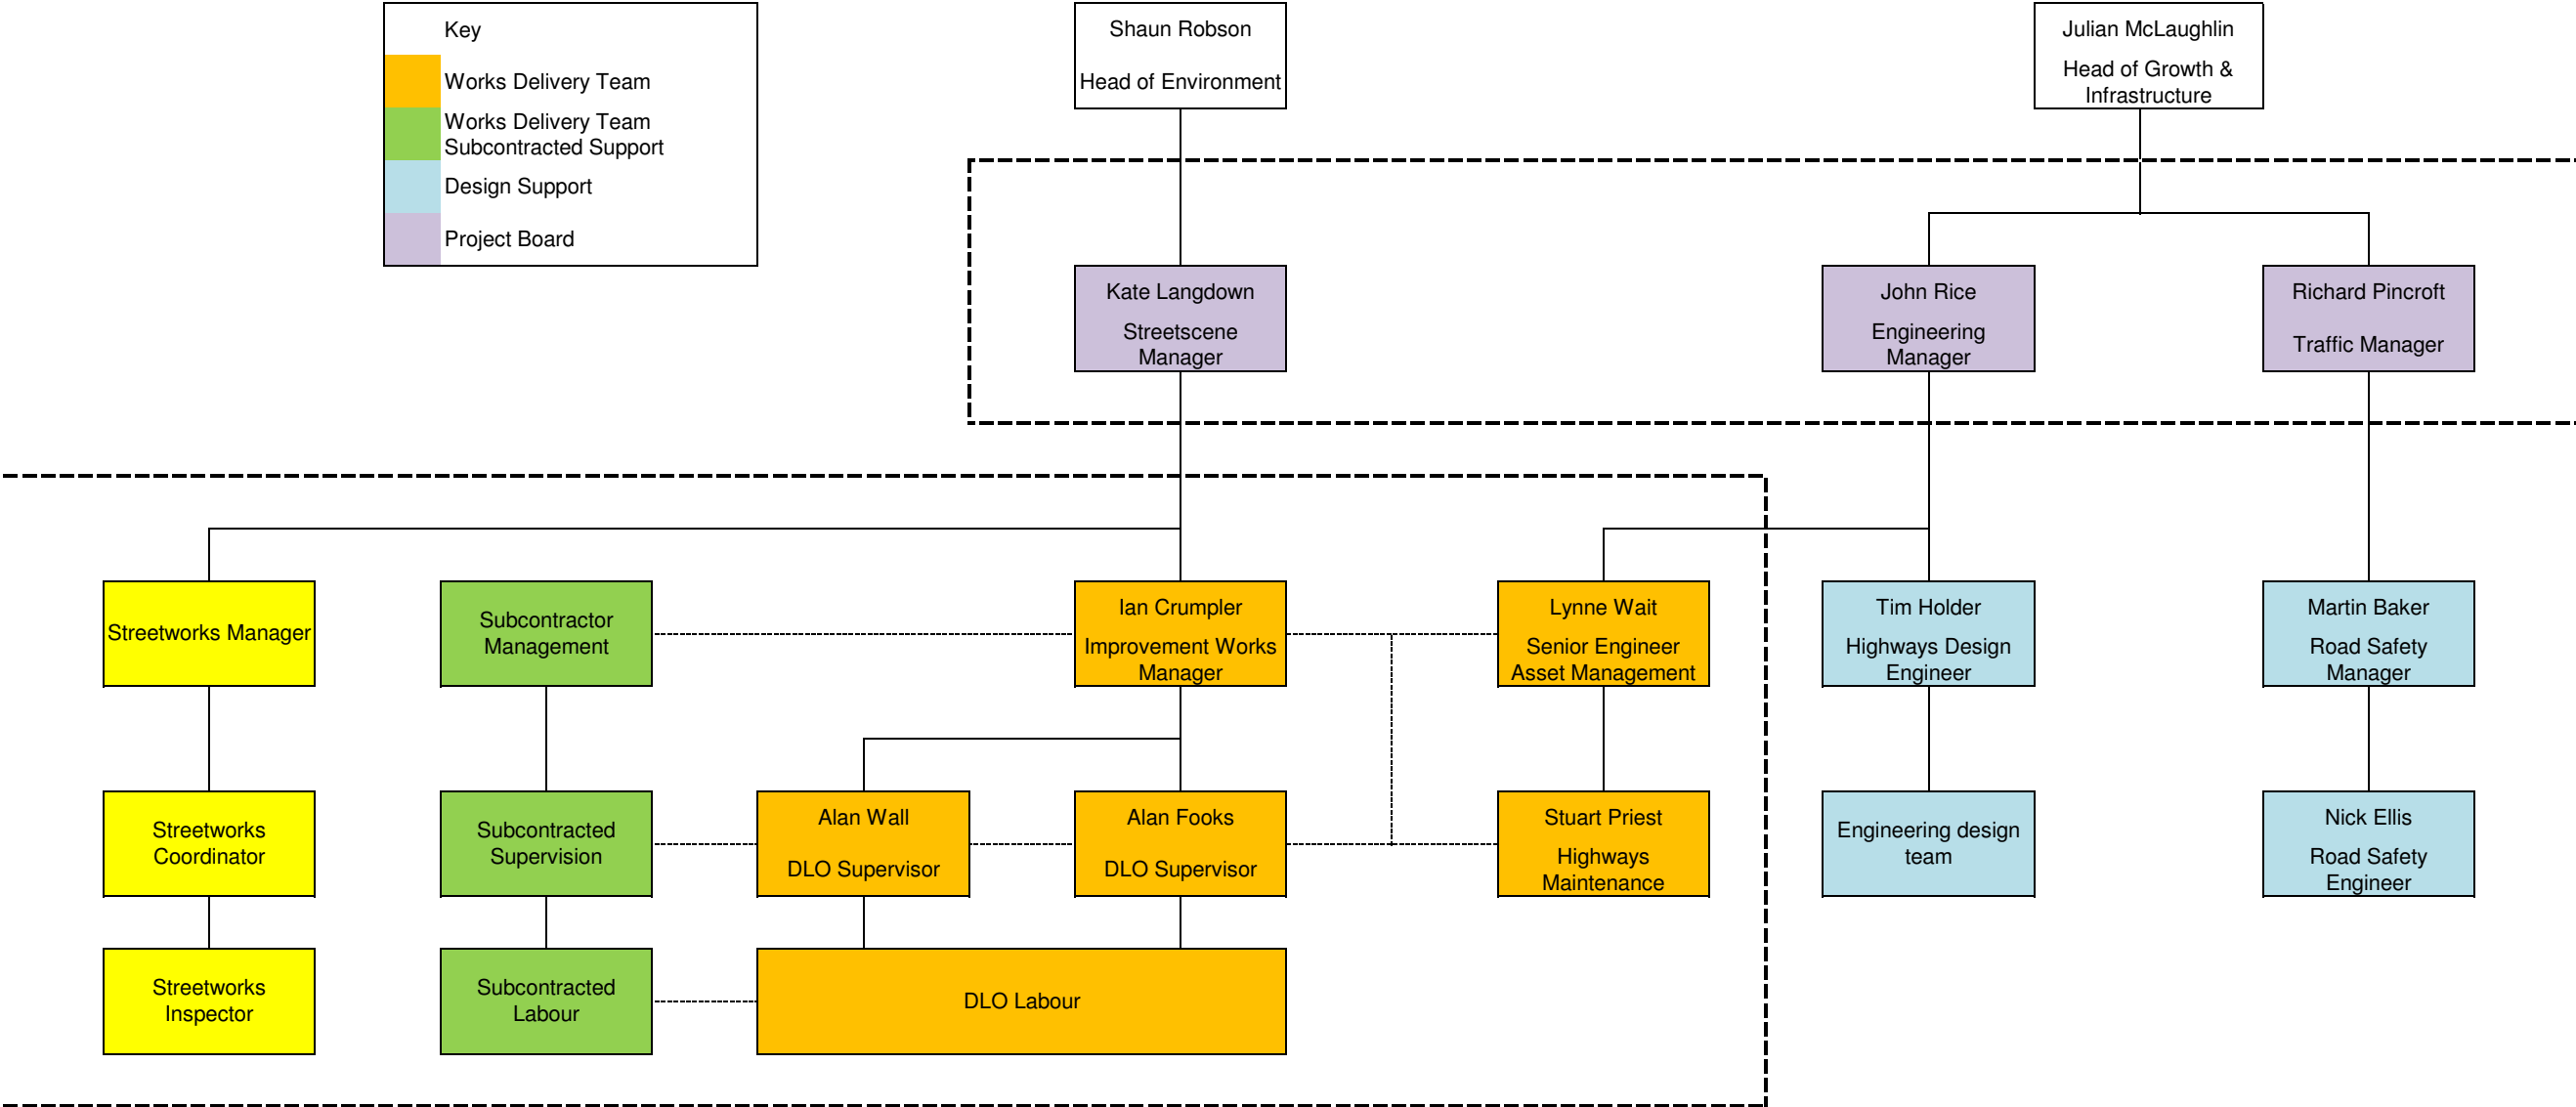 Key
Works Delivery Team
Works Delivery Team
Subcontracted Support
Design Support
Project Board
Shaun Robson
Head of Environment
Julian McLaughlin
Head of Growth &
Infrastructure
Kate Langdown
Streetscene
Manager
John Rice
Engineering
Manager
Richard Pincroft
Traffic Manager
Streetworks Manager
Subcontractor
Management
Ian Crumpler
Improvement Works
Manager
Lynne Wait
Senior Engineer
Asset Management
Tim Holder
Highways Design
Engineer
Martin Baker
Road Safety
Manager
Streetworks
Coordinator
Subcontracted
Supervision
Alan Wall
DLO Supervisor
Alan Fooks
DLO Supervisor
Stuart Priest
Highways
Maintenance
Engineering design
team
Nick Ellis
Road Safety
Engineer
Streetworks
Inspector
Subcontracted
Labour
DLO Labour